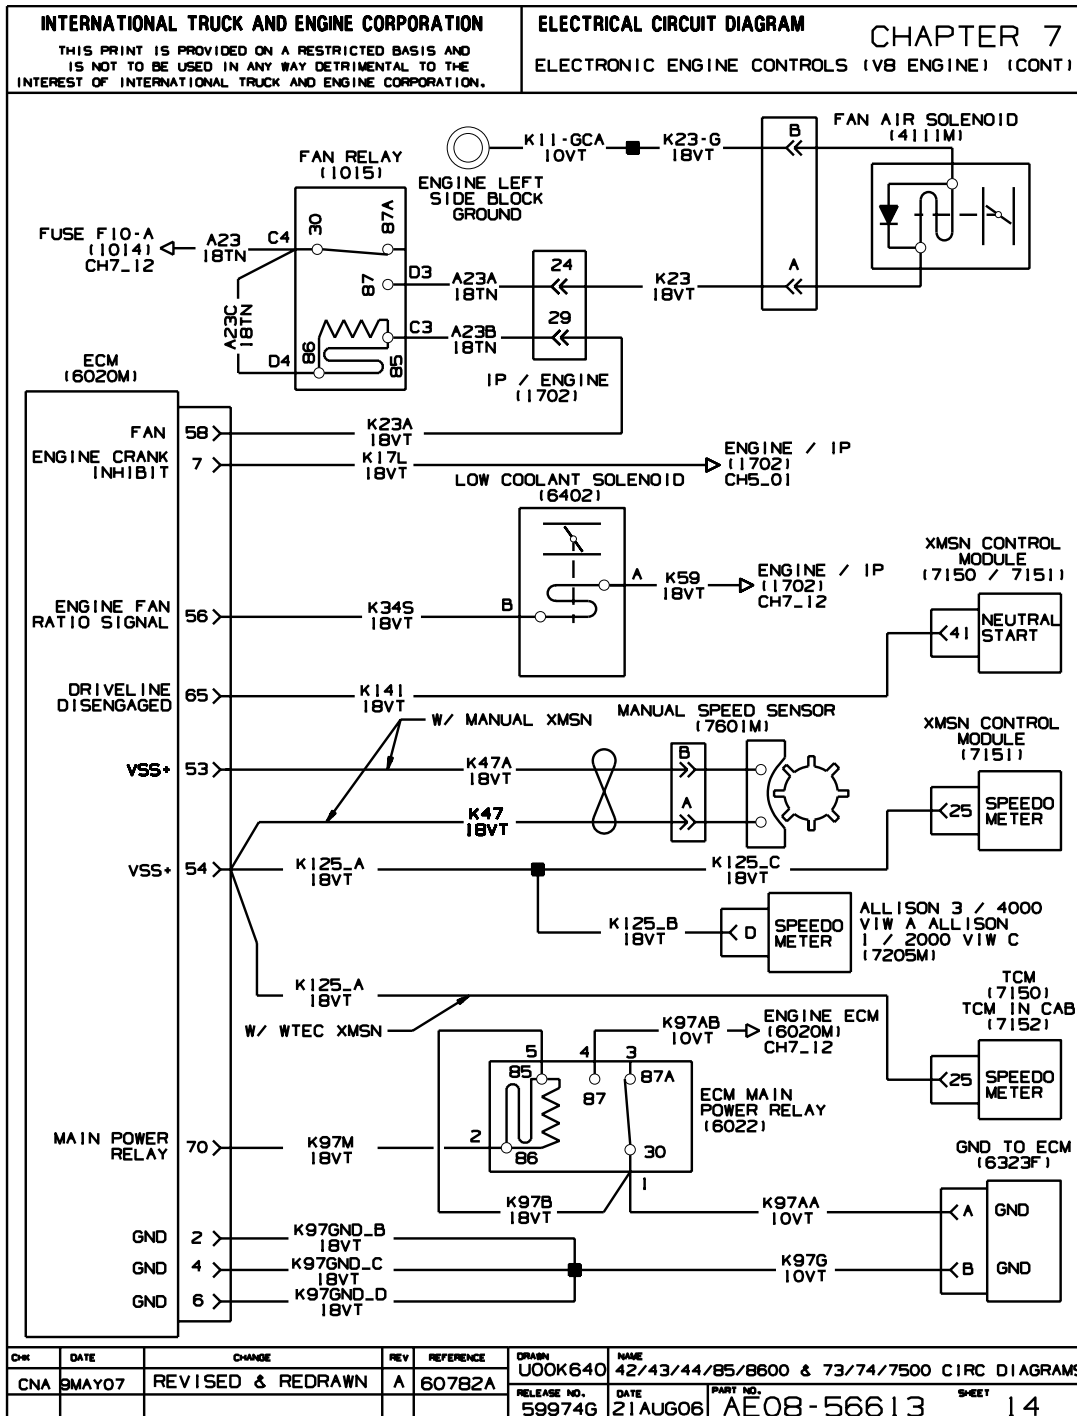 INTERNATIONAL TRUCK AND ENGINE CORPORATION
THIS PRINT IS PROVIDED ON A RESTRICTED BASIS AND
IS NOT TO BE USED IN ANY WAY DETRIMENTAL TO THE
INTEREST OF INTERNATIONAL TRUCK AND ENGINE CORPORATION.
ELECTRICAL CIRCUIT DIAGRAM
CHAPTER 7
ELECTRONIC ENGINE CONTROLS (V8 ENGINE) (CONT)
FAN AIR SOLENOID
(4111M)
B
K11-GCA
10VT
K23-G
18VT
ENGINE LEFT
SIDE BLOCK
GROUND
FAN RELAY
(1015)
FUSE F10-A
(1014)
CH7_12
A23
18TN
C4
30
87A
87
D3
A23A
18TN
24
K23
18VT
A
A23C
18TN
C3
A23B
18TN
29
D4
86
85
IP / ENGINE
(1702)
ECM
(6020M)
FAN
58
K23A
18VT
ENGINE CRANK
INHIBIT
7
K17L
18VT
ENGINE / IP
(1702)
CH5_01
LOW COOLANT SOLENOID
(6402)
A
K59
18VT
ENGINE / IP
(1702)
CH7_12
ENGINE FAN
RATIO SIGNAL
56
K34S
18VT
B
XMSN CONTROL
MODULE
(7150 / 7151)
41
NEUTRAL
START
DRIVELINE
DISENGAGED
65
K141
18VT
W/ MANUAL XMSN
MANUAL SPEED SENSOR
(7601M)
VSS+
53
K47A
18VT
B
K47
18VT
A
XMSN CONTROL
MODULE
(7151)
25
SPEEDO
METER
VSS+
54
K125_A
18VT
K125_C
18VT
K125_B
18VT
D
SPEEDO
METER
ALLISON 3 / 4000
VIW A ALLISON
1 / 2000 VIW C
(7205M)
K125_A
18VT
W/ WTEC XMSN
TCM
(7150)
TCM IN CAB
(7152)
25
SPEEDO
METER
K97AB
10VT
ENGINE ECM
(6020M)
CH7_12
5
4
3
85
87
87A
ECM MAIN
POWER RELAY
(6022)
MAIN POWER
RELAY
70
K97M
18VT
2
86
30
1
K97B
18VT
K97AA
10VT
GND TO ECM
(6323F)
A
GND
GND
2
K97GND_B
18VT
GND
4
K97GND_C
18VT
K97G
10VT
B
GND
GND
6
K97GND_D
18VT
CHK
DATE
CHANGE
REV
REFERENCE
CNA
9MAY07
REVISED & REDRAWN
A
60782A
DRAWN
U00K640
NAME
42/43/44/85/8600 & 73/74/7500 CIRC DIAGRAMS
RELEASE NO.
59974G
DATE
21AUG06
PART NO.
AE08-56613
SHEET
14